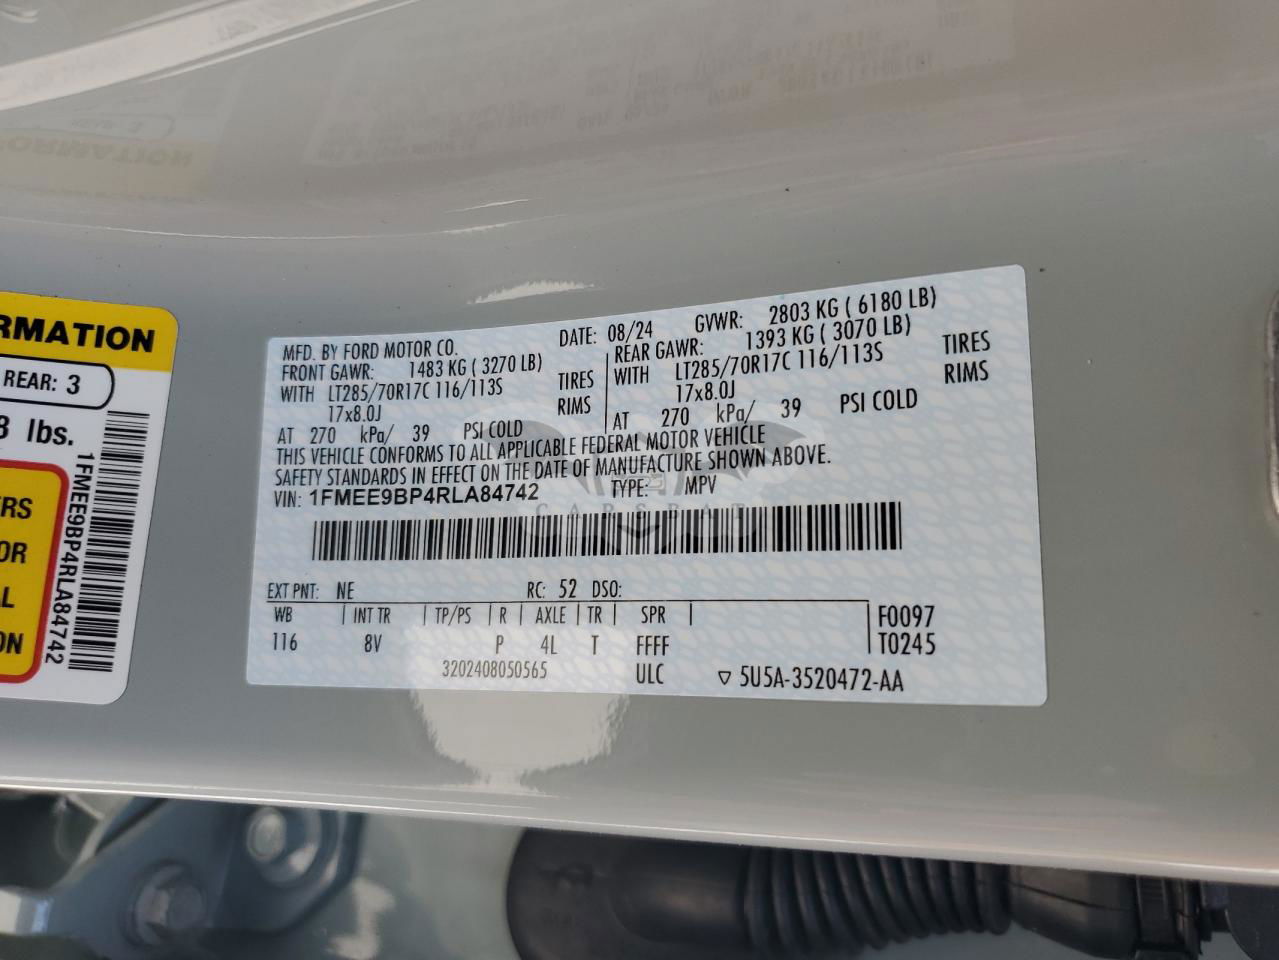 RMATION
REAR: 3
8 lbs.
ERS
OR
L
ON
1FMEE9BP4RLA84742
MFD. BY FORD MOTOR CO.
DATE: 08/24
GVWR: 2803 KG ( 6180 LB)
FRONT GAWR: 1483 KG ( 3270 LB)
REAR GAWR: 1393 KG ( 3070 LB)
WITH LT285/70R17C 116/113S TIRES
WITH LT285/70R17C 116/113S TIRES
17x8.0J RIMS
17x8.0J RIMS
AT 270 kPa/ 39 PSI COLD
AT 270 kPa/ 39 PSI COLD
THIS VEHICLE CONFORMS TO ALL APPLICABLE FEDERAL MOTOR VEHICLE
SAFETY STANDARDS IN EFFECT ON THE DATE OF MANUFACTURE SHOWN ABOVE.
VIN: 1FMEE9BP4RLA84742 TYPE: MPV
EXT PNT: NE RC: 52 DSO:
WB INT TR TP/PS R AXLE TR SPR
116 8V P 4L T FFFF
F0097
T0245
3202408050565 ULC ▽ 5U5A-3520472-AA